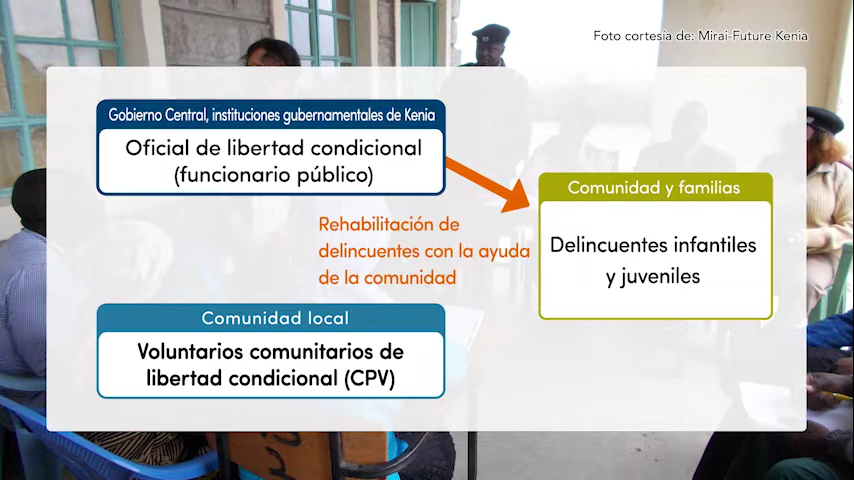 Foto cortesía de: Mirai-Future Kenia
Gobierno Central, instituciones gubernamentales de Kenia
Oficial de libertad condicional
(funcionario público)
Comunidad y familias
Delincuentes infantiles
y juveniles
Rehabilitación de
delincuentes con la ayuda
de la comunidad
Comunidad local
Voluntarios comunitarios de
libertad condicional (CPV)